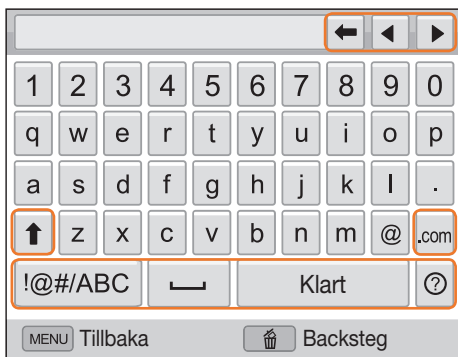 1 2 3 4 5 6 7 8 9 0
q w e r t y u i o p
a s d f g h j k l .
z x c v b n m @ .com
!@#/ABC Klart ?
MENU Tillbaka Backsteg